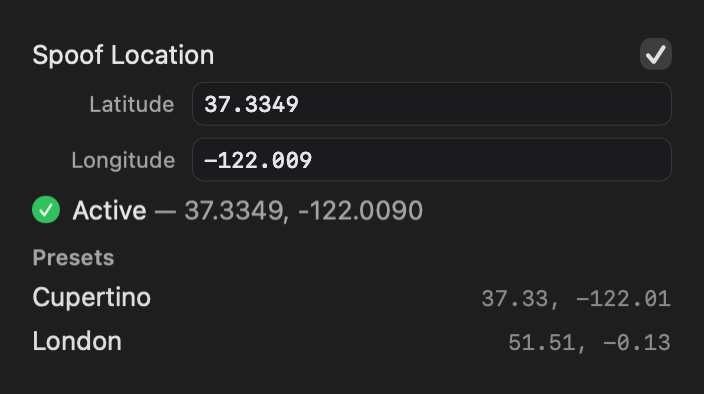 Spoof Location
Latitude 37.3349
Longitude −122.009
Active — 37.3349, -122.0090
Presets
Cupertino 37.33, −122.01
London 51.51, −0.13